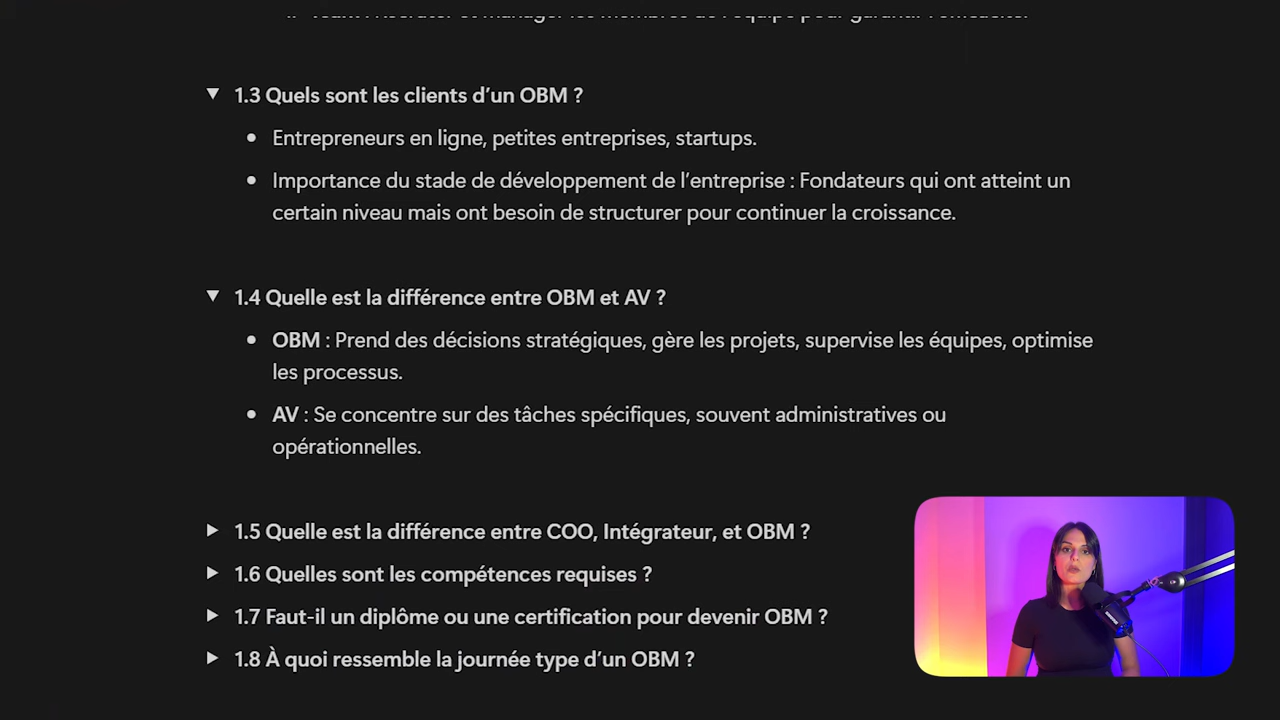 1.3 Quels sont les clients d'un OBM ?
Entrepreneurs en ligne, petites entreprises, startups.
Importance du stade de développement de l'entreprise : Fondateurs qui ont atteint un
certain niveau mais ont besoin de structurer pour continuer la croissance.
1.4 Quelle est la différence entre OBM et AV ?
OBM : Prend des décisions stratégiques, gère les projets, supervise les équipes, optimise
les processus.
AV : Se concentre sur des tâches spécifiques, souvent administratives ou
opérationnelles.
1.5 Quelle est la différence entre COO, Intégrateur, et OBM ?
1.6 Quelles sont les compétences requises ?
1.7 Faut-il un diplôme ou une certification pour devenir OBM ?
1.8 À quoi ressemble la journée type d'un OBM ?